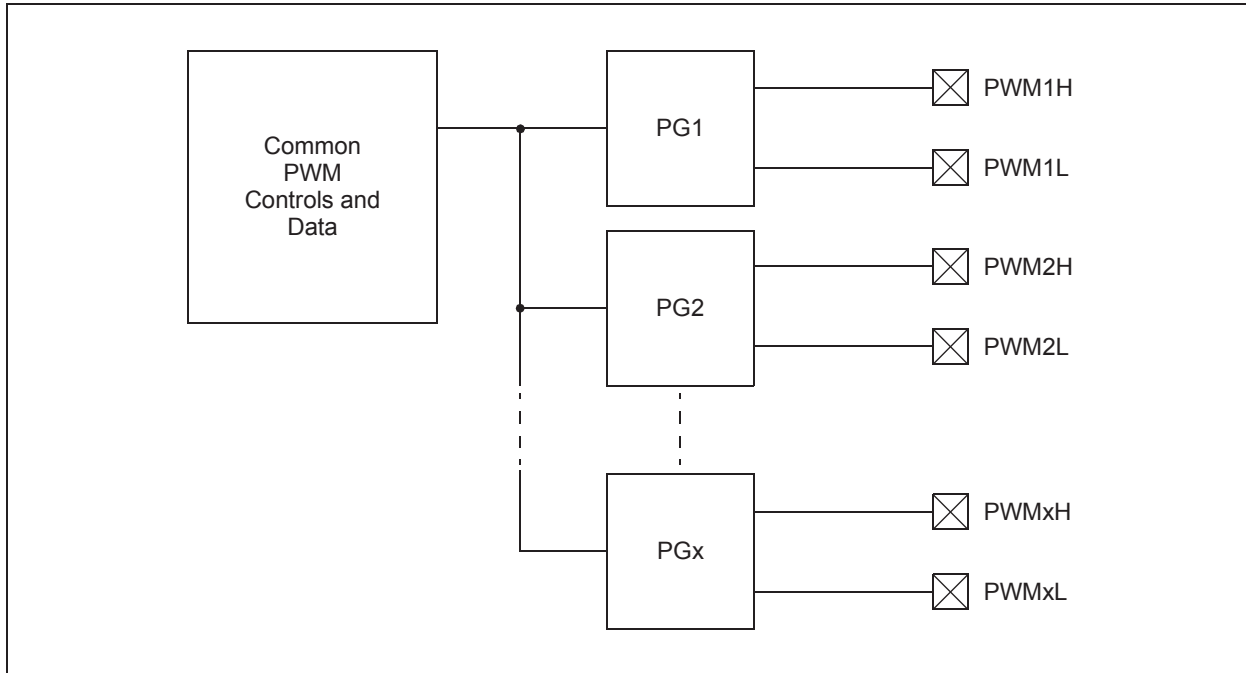 Common
PWM
Controls and
Data
PG1
PWM1H
PWM1L
PG2
PWM2H
PWM2L
PGx
PWMxH
PWMxL